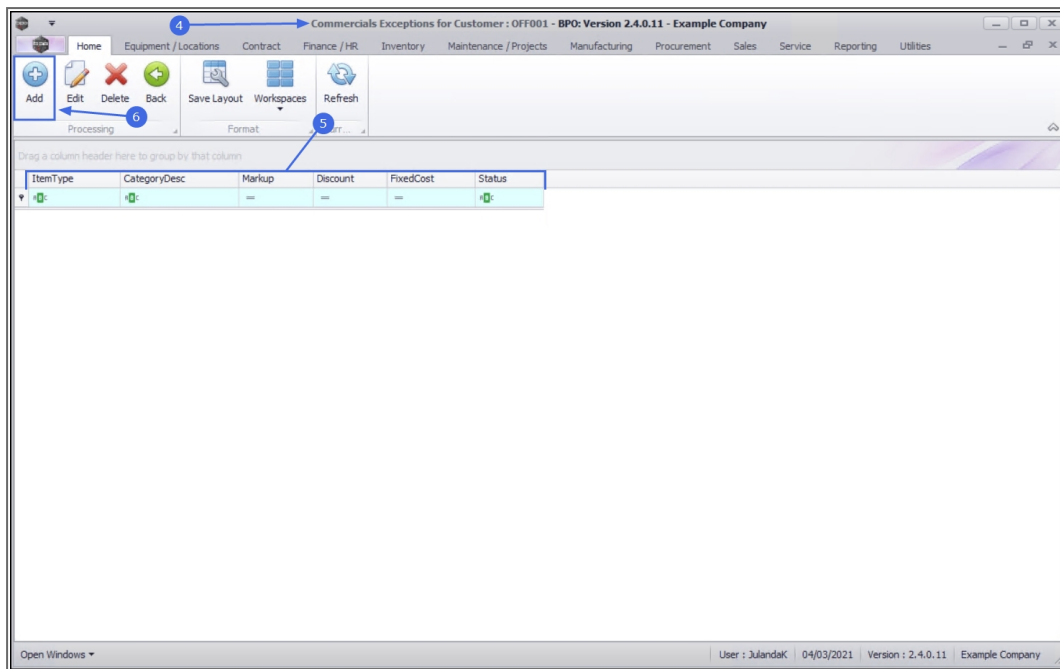 4
Commercials Exceptions for Customer : OFF001 - BPO: Version 2.4.0.11 - Example Company
Home Equipment / Locations Contract Finance / HR Inventory Maintenance / Projects Manufacturing Procurement Sales Service Reporting Utilities
Add Edit Delete Back Save Layout Workspaces Refresh
6
5
Processing Format
Drag a column header here to group by that column
ItemType CategoryDesc Markup Discount FixedCost Status
ABC ABC = = = ABC
Open Windows User : JulandaK 04/03/2021 Version : 2.4.0.11 Example Company